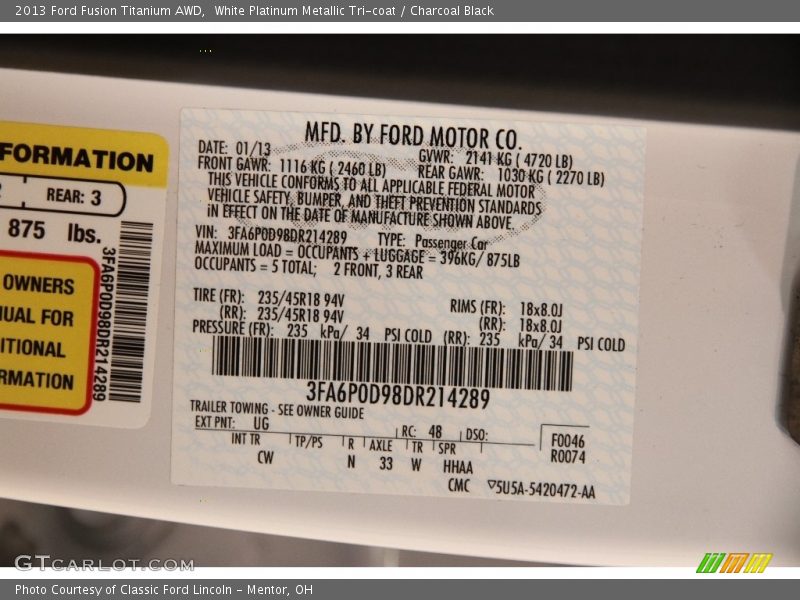 2013 Ford Fusion Titanium AWD, White Platinum Metallic Tri-coat / Charcoal Black
FORMATION
REAR: 3
875 lbs.
OWNERS
UAL FOR
ITIONAL
RMATION
3FA6P0D98DR214289
MFD. BY FORD MOTOR CO.
DATE: 01/13 GVWR: 2141 KG ( 4720 LB)
FRONT GAWR: 1116 KG ( 2460 LB) REAR GAWR: 1030 KG ( 2270 LB)
THIS VEHICLE CONFORMS TO ALL APPLICABLE FEDERAL MOTOR
VEHICLE SAFETY, BUMPER, AND THEFT PREVENTION STANDARDS
IN EFFECT ON THE DATE OF MANUFACTURE SHOWN ABOVE.
VIN: 3FA6P0D98DR214289 TYPE: Passenger Car
MAXIMUM LOAD = OCCUPANTS + LUGGAGE = 396KG/ 875LB
OCCUPANTS = 5 TOTAL; 2 FRONT, 3 REAR
TIRE (FR): 235/45R18 94V RIMS (FR): 18x8.0J
(RR): 235/45R18 94V (RR): 18x8.0J
PRESSURE (FR): 235 kPa/ 34 PSI COLD (RR): 235 kPa/ 34 PSI COLD
3FA6P0D98DR214289
TRAILER TOWING - SEE OWNER GUIDE
EXT PNT: UG RC: 48 DSO: F0046
INT TR TP/PS R AXLE TR SPR R0074
CW N 33 W HHAA
CMC ▽5U5A-5420472-AA
GTCARLOT.COM
Photo Courtesy of Classic Ford Lincoln - Mentor, OH